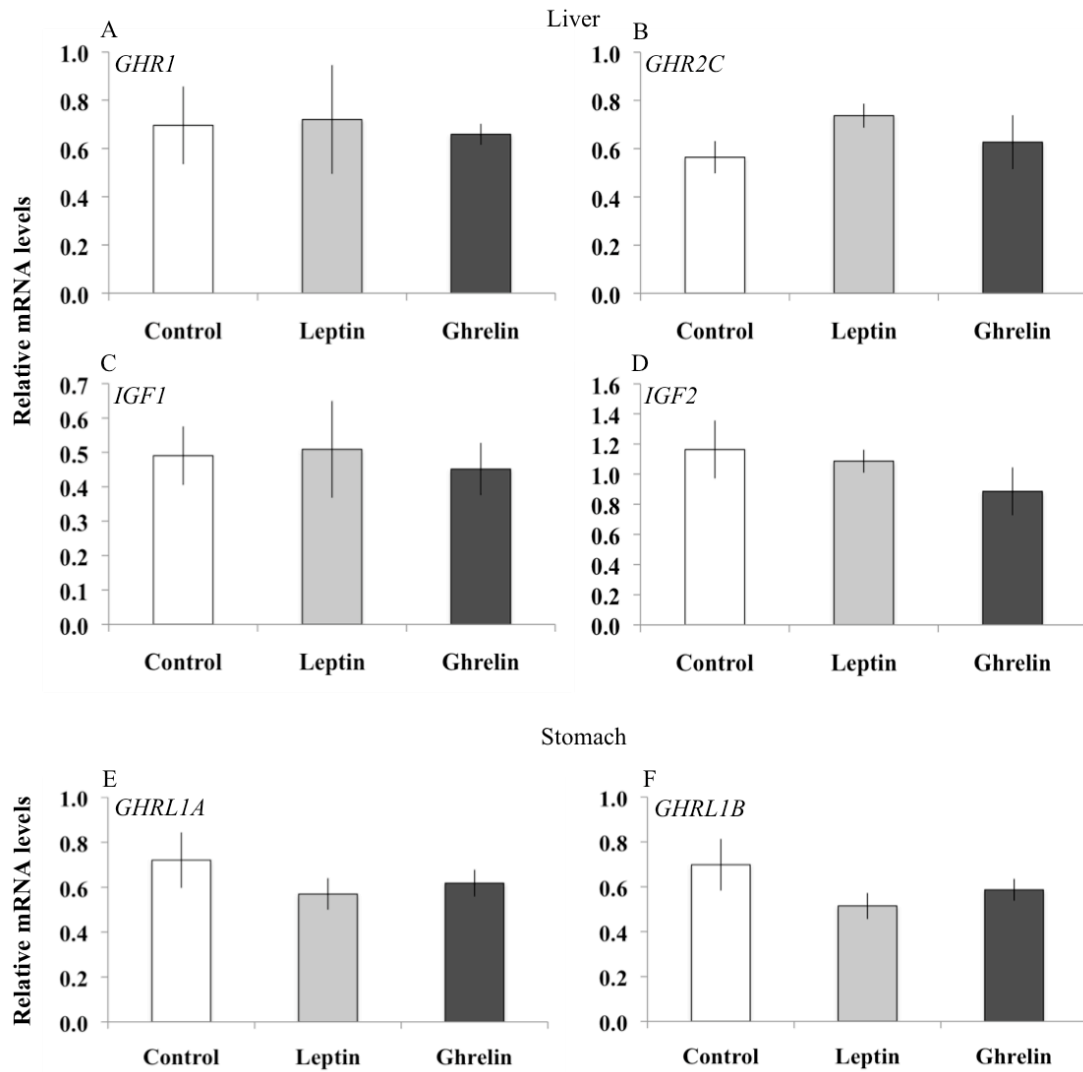 Liver
A
GHR1
Relative mRNA levels
1.0
0.8
0.6
0.4
0.2
0.0
Control Leptin Ghrelin
B
GHR2C
1.0
0.8
0.6
0.4
0.2
0.0
Control Leptin Ghrelin
C
IGF1
0.7
0.6
0.5
0.4
0.3
0.2
0.1
0.0
Control Leptin Ghrelin
D
IGF2
1.6
1.4
1.2
1.0
0.8
0.6
0.4
0.2
0.0
Control Leptin Ghrelin
Stomach
E
GHRL1A
Relative mRNA levels
1.0
0.8
0.6
0.4
0.2
0.0
Control Leptin Ghrelin
F
GHRL1B
1.0
0.8
0.6
0.4
0.2
0.0
Control Leptin Ghrelin